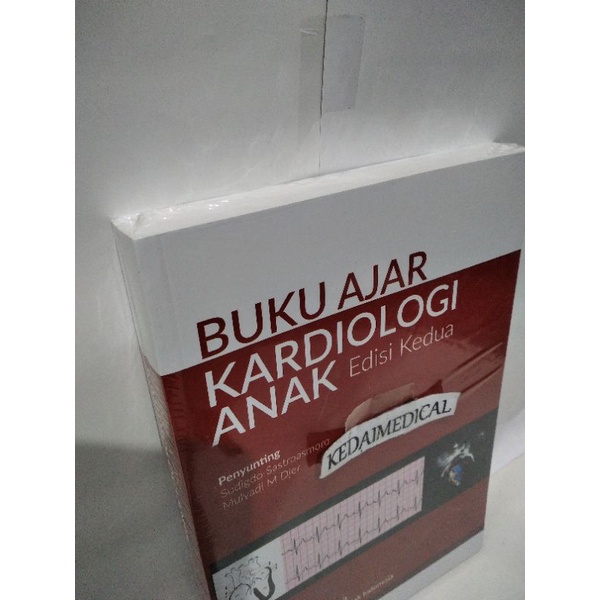 BUKU AJAR
KARDIOLOGI
ANAK Edisi Kedua
KEDAIMEDICAL
Penyunting
Sudigdo Sastroasmoro
Mulyadi M Djer